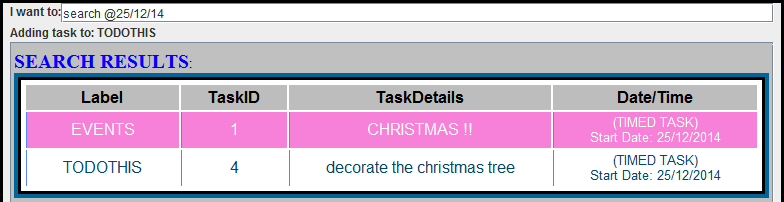 I want to: search @25/12/14
Adding task to: TODOTHIS
SEARCH RESULTS:
Label TaskID TaskDetails Date/Time
EVENTS 1 CHRISTMAS !! (TIMED TASK)
Start Date: 25/12/2014
TODOTHIS 4 decorate the christmas tree (TIMED TASK)
Start Date: 25/12/2014